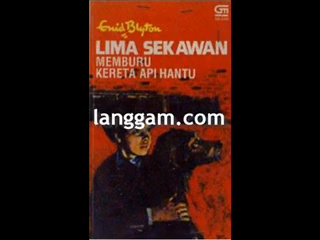 Enid Blyton
LIMA SEKAWAN
MEMBURU
KERETA API HANTU
langgam.com